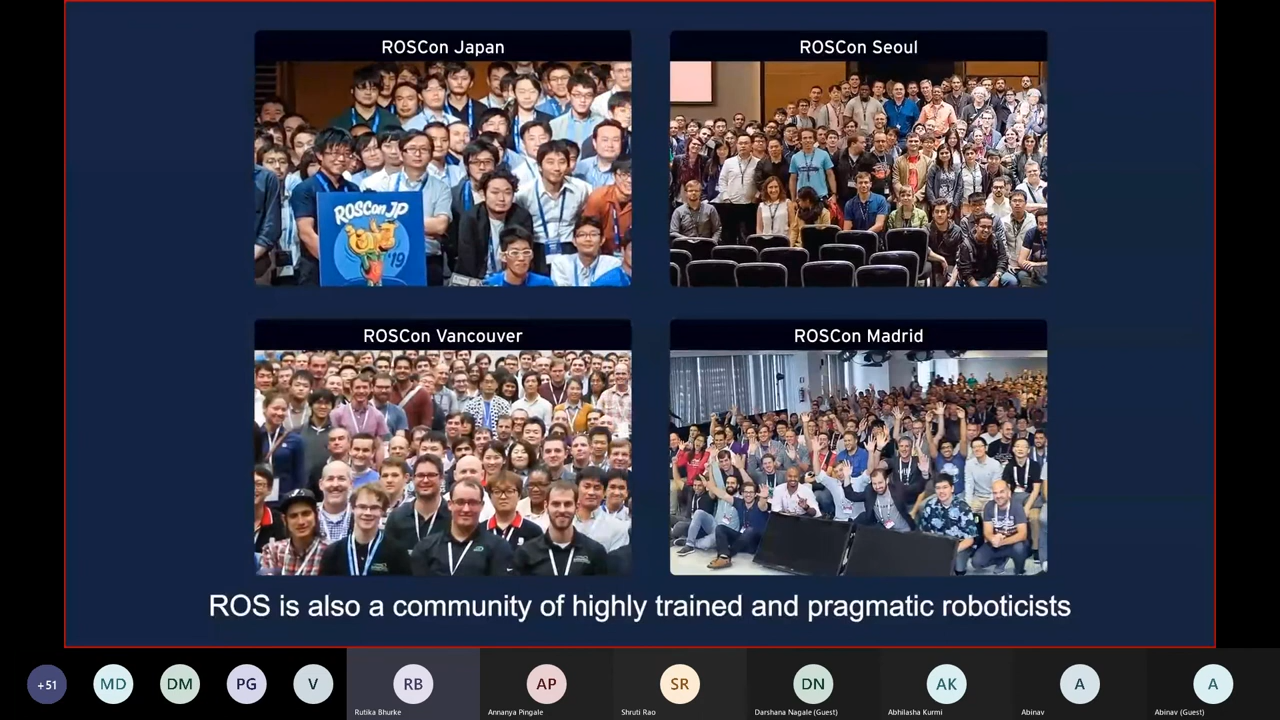 ROSCon Japan
ROSCon Seoul
ROSCon JP
'19
ROSCon Vancouver
ROSCon Madrid
ROS is also a community of highly trained and pragmatic roboticists
+51
MD
DM
PG
V
RB
AP
SR
DN
AK
A
A
Rutika Bhurke
Annanya Pingale
Shruti Rao
Darshana Nagale (Guest)
Abhilasha Kurmi
Abinav
Abinav (Guest)